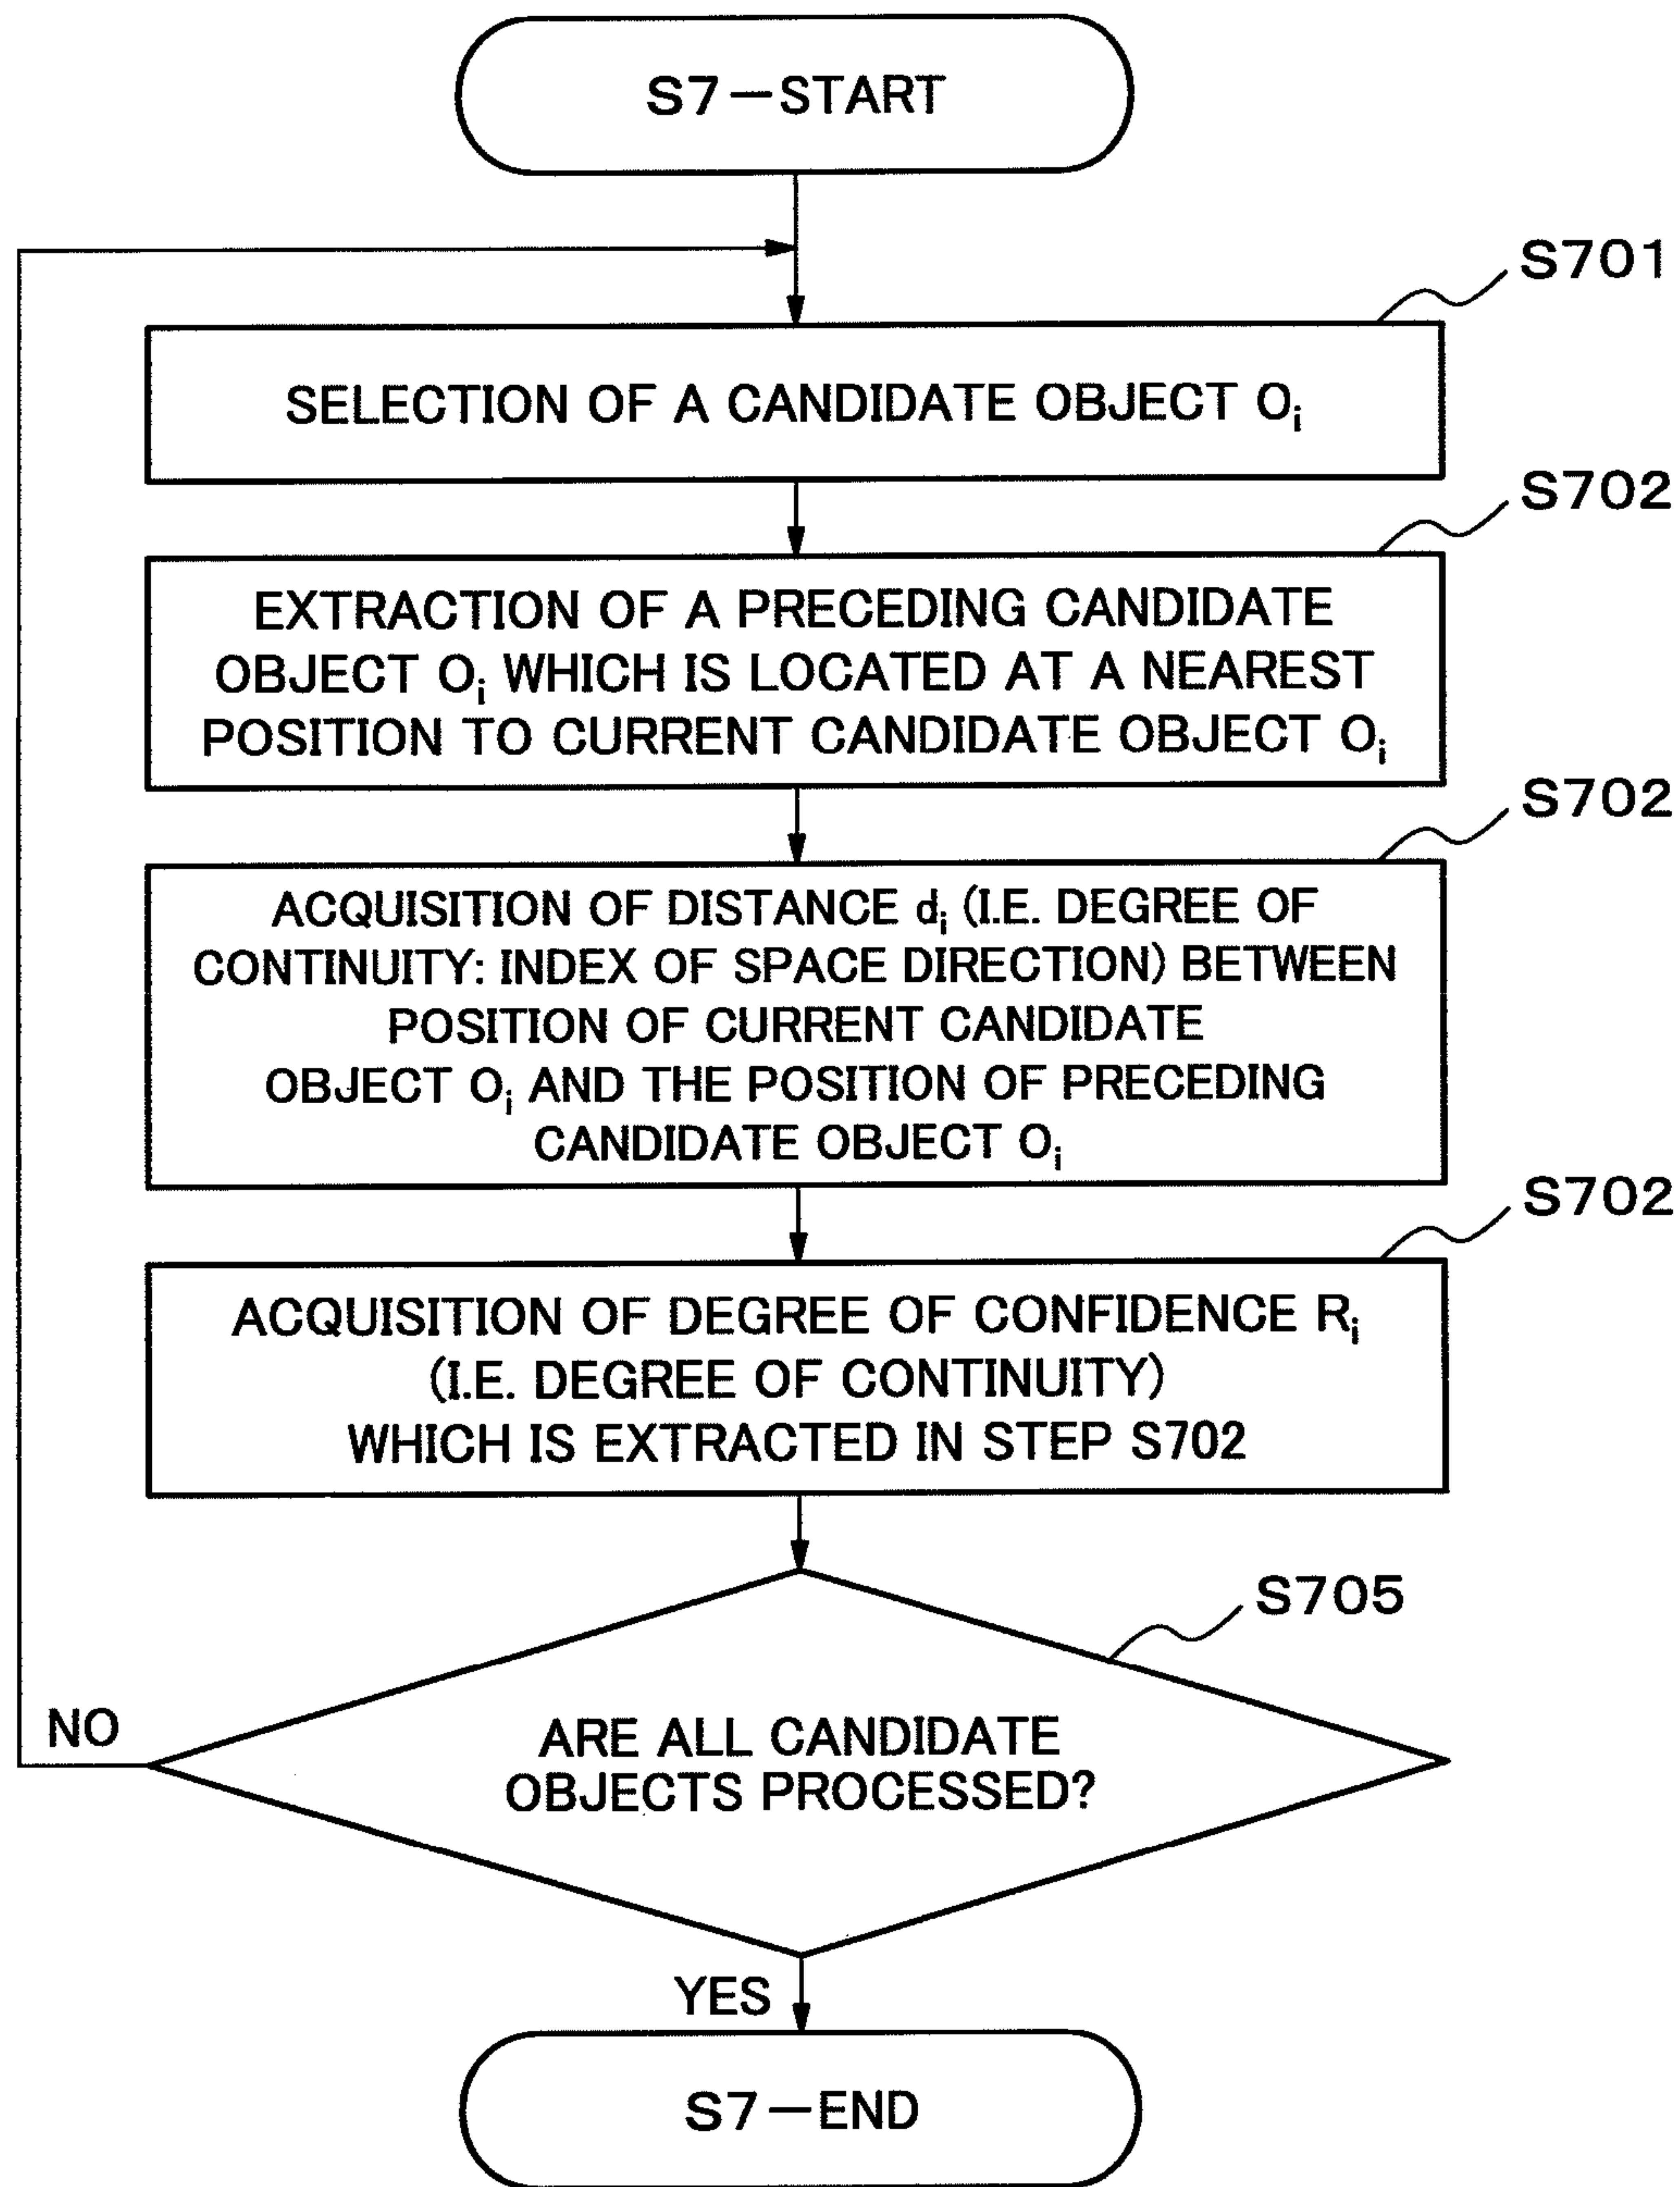 S7－START
S701
SELECTION OF A CANDIDATE OBJECT Oᵢ
S702
EXTRACTION OF A PRECEDING CANDIDATE
OBJECT Oᵢ WHICH IS LOCATED AT A NEAREST
POSITION TO CURRENT CANDIDATE OBJECT Oᵢ
S702
ACQUISITION OF DISTANCE dᵢ (I.E. DEGREE OF
CONTINUITY: INDEX OF SPACE DIRECTION) BETWEEN
POSITION OF CURRENT CANDIDATE
OBJECT Oᵢ AND THE POSITION OF PRECEDING
CANDIDATE OBJECT Oᵢ
S702
ACQUISITION OF DEGREE OF CONFIDENCE Rᵢ
(I.E. DEGREE OF CONTINUITY)
WHICH IS EXTRACTED IN STEP S702
S705
NO
ARE ALL CANDIDATE
OBJECTS PROCESSED?
YES
S7－END